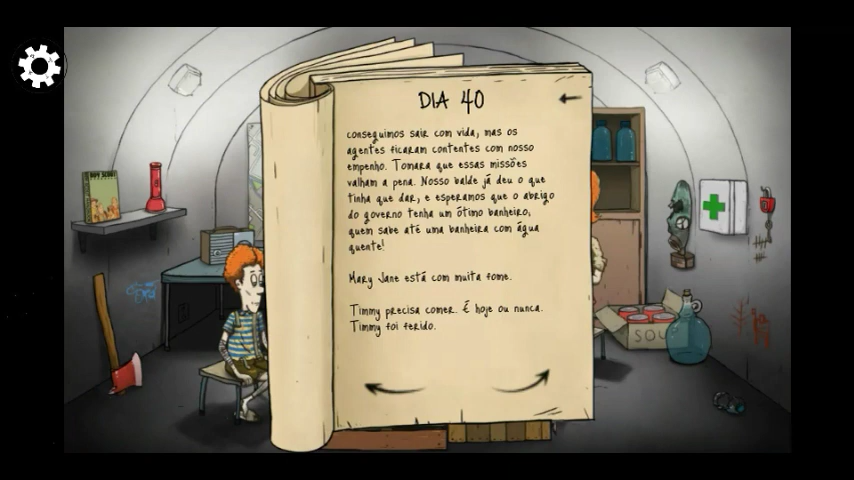 DIA 40
conseguimos sair com vida, mas os
agentes ficaram contentes com nosso
empenho. Tomara que essas missões
valham a pena. Nosso balde já deu o que
tinha que dar, e esperamos que o abrigo
do governo tenha um ótimo banheiro,
quem sabe até uma banheira com água
quente!
Mary Jane está com muita fome.
Timmy precisa comer. É hoje ou nunca.
Timmy foi ferido.
SOU